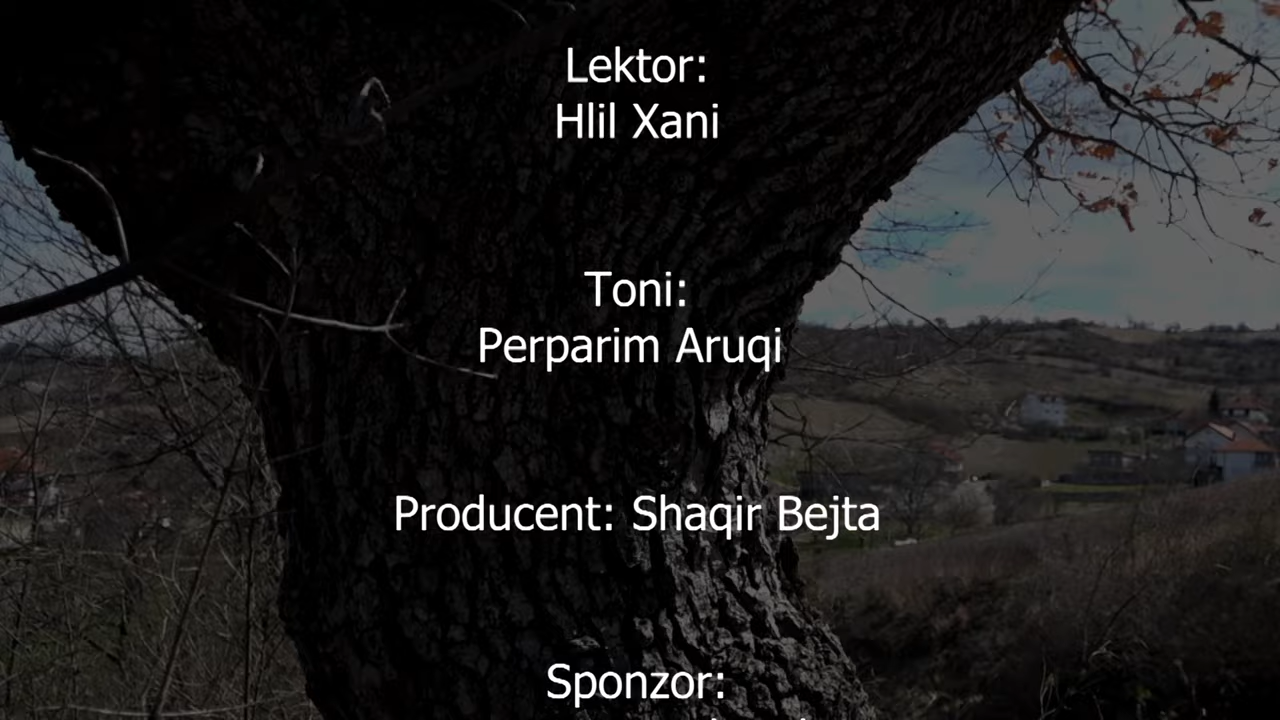 Lektor:
Hlil Xani
Toni:
Perparim Aruqi
Producent: Shaqir Bejta
Sponzor: